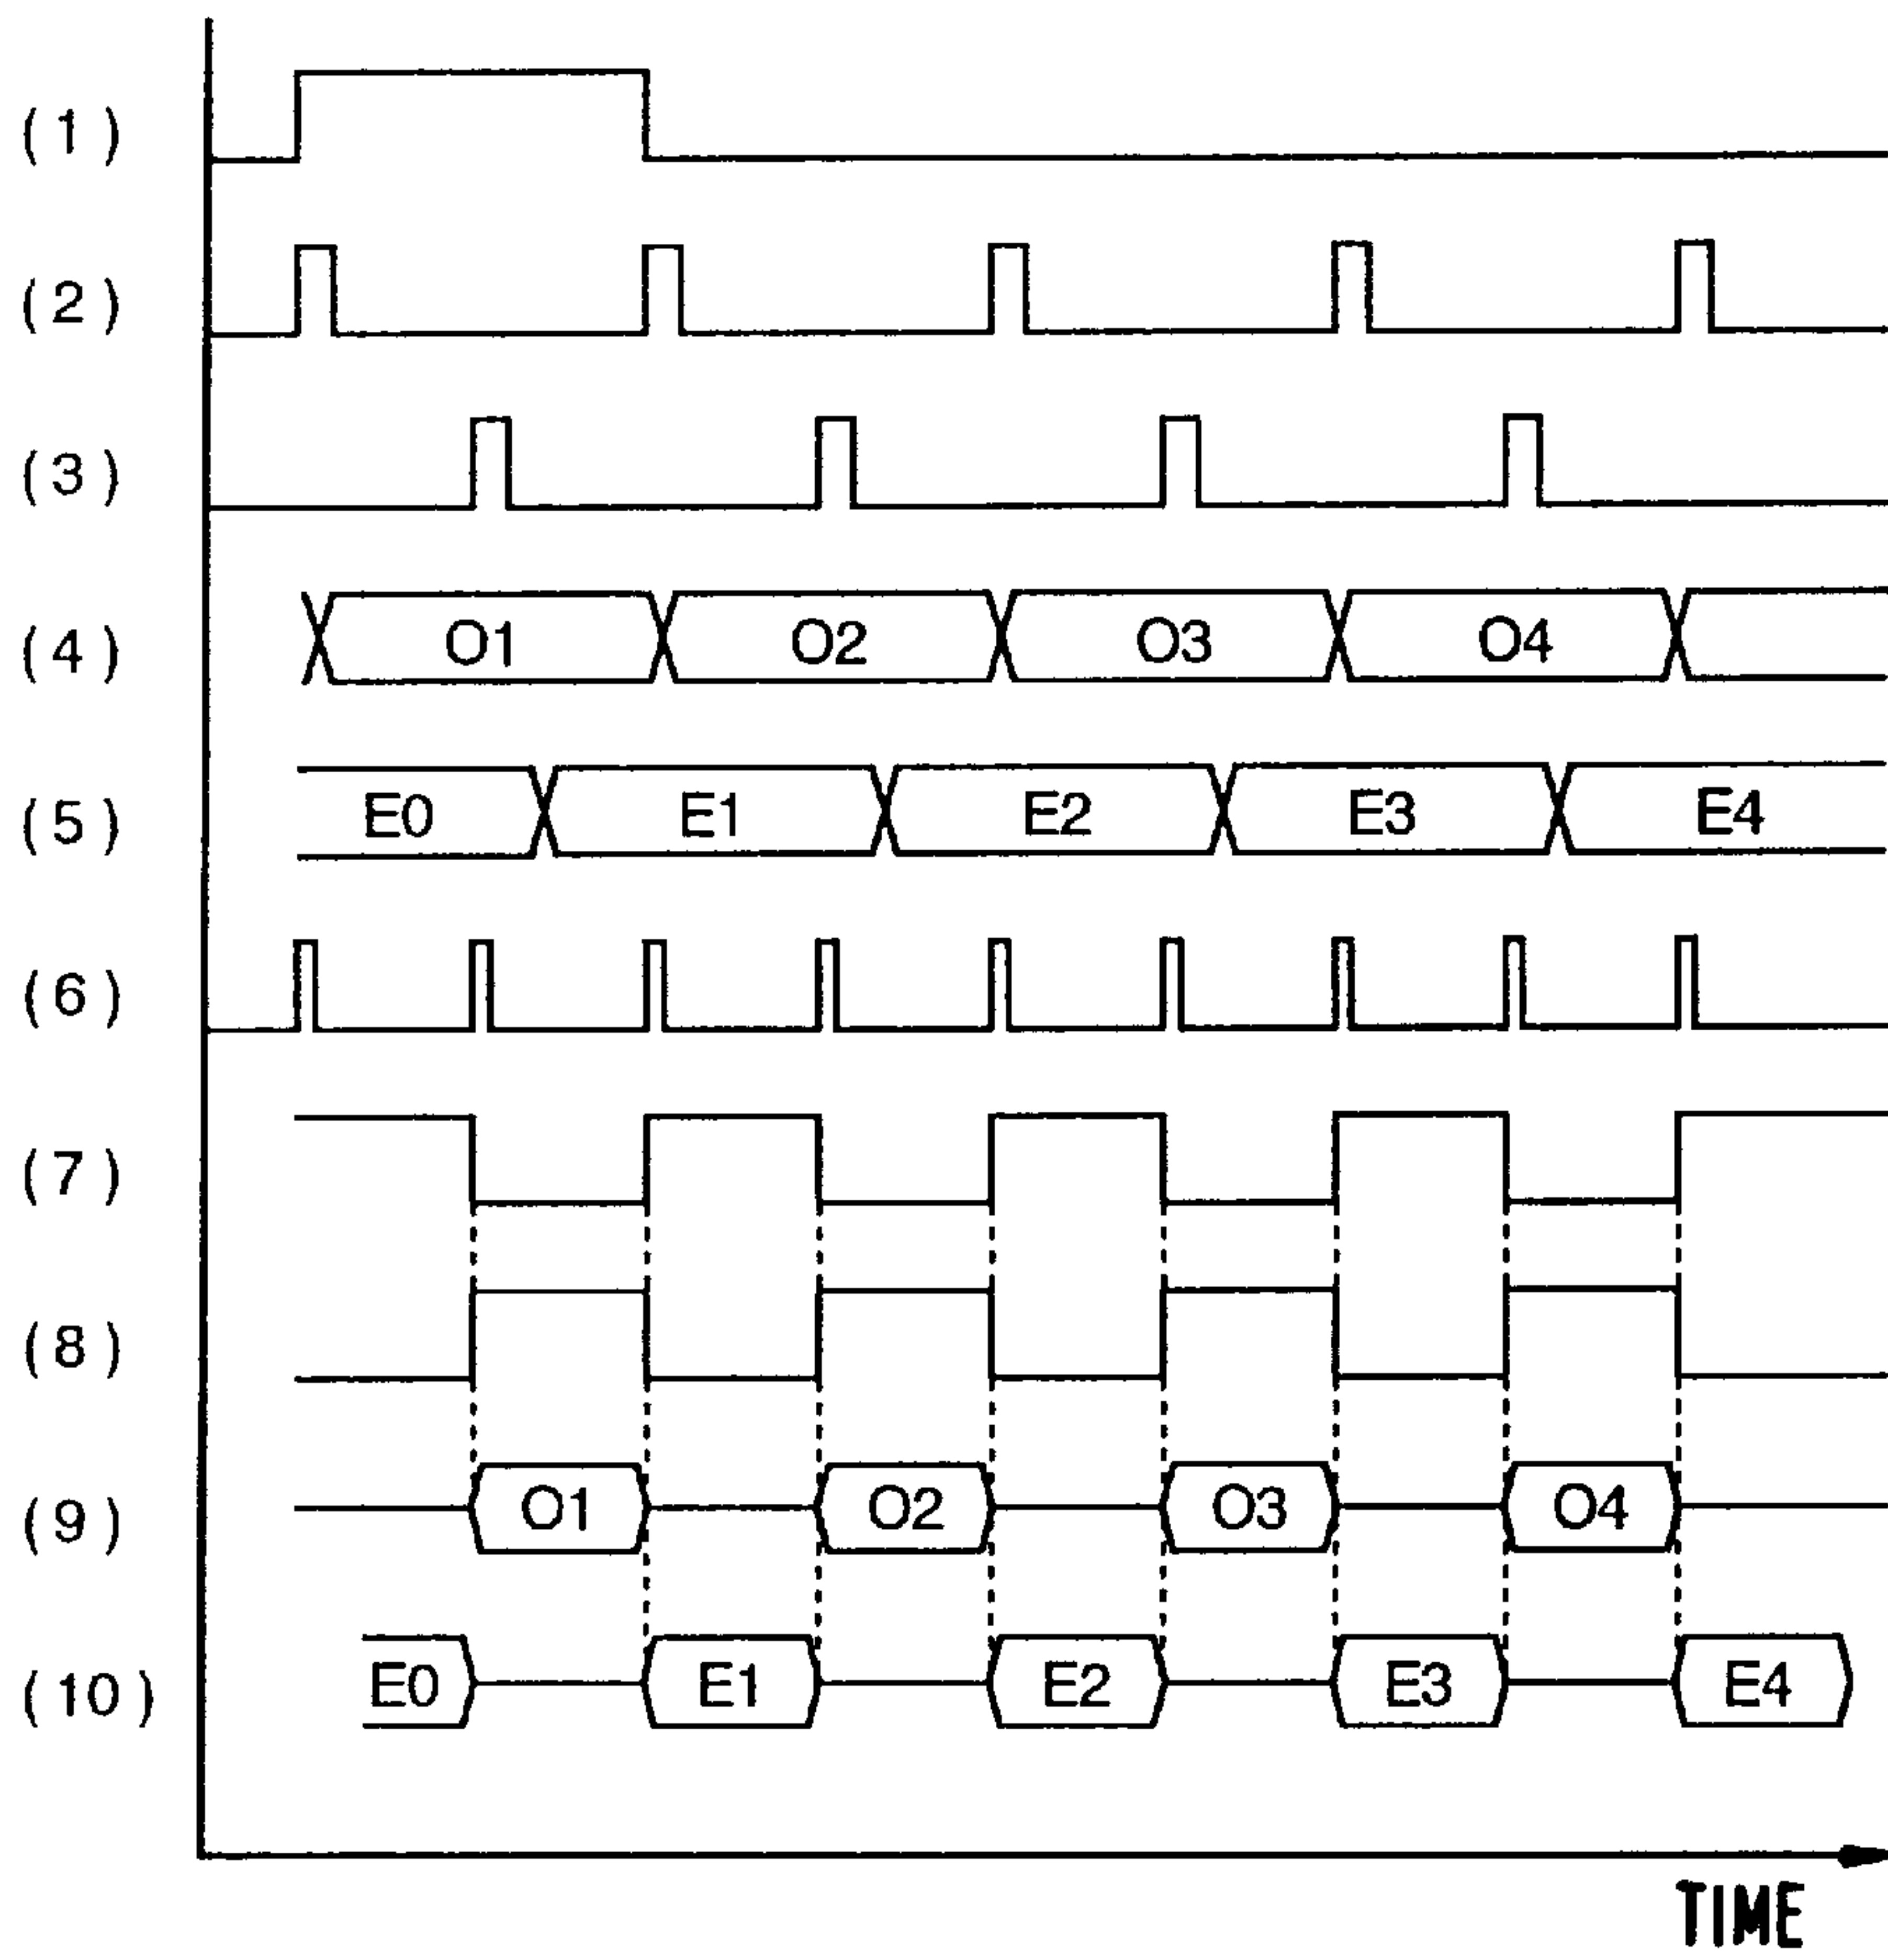 (1)
(2)
(3)
(4) O1 O2 O3 O4
(5) E0 E1 E2 E3 E4
(6)
(7)
(8)
(9) O1 O2 O3 O4
(10) E0 E1 E2 E3 E4
TIME